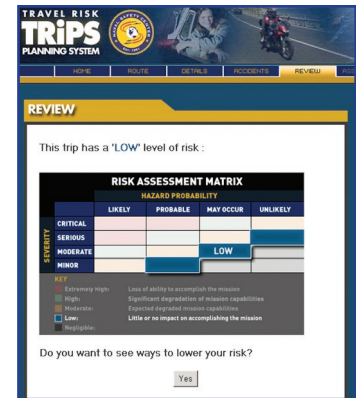 TRAVEL RISK
TRiPS
PLANNING SYSTEM
HOME ROUTE DETAILS ACCIDENTS REVIEW
REVIEW
This trip has a 'LOW' level of risk :
RISK ASSESSMENT MATRIX
HAZARD PROBABILITY
LIKELY PROBABLE MAY OCCUR UNLIKELY
SEVERITY
CRITICAL
SERIOUS
MODERATE LOW
MINOR
KEY
Extremely High: Loss of ability to accomplish the mission
High: Significant degradation of mission capabilities
Moderate: Expected degraded mission capabilities
Low: Little or no impact on accomplishing the mission
Negligible:
Do you want to see ways to lower your risk?
Yes